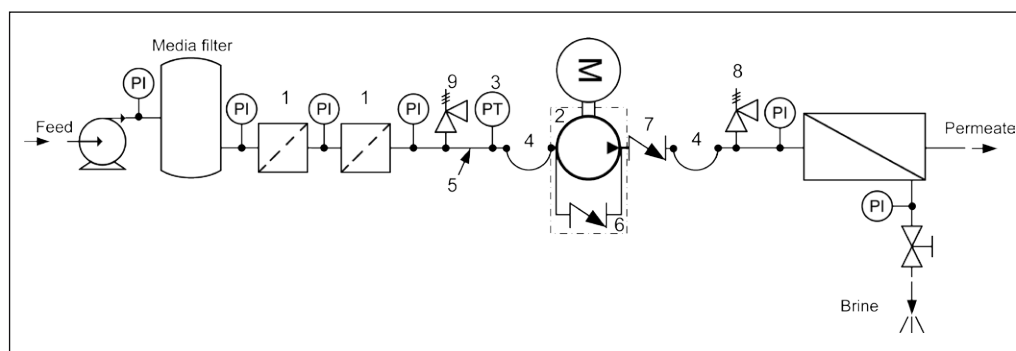 Media filter
Feed
PI
PI
1
PI
1
PI
9
3
PT
5
4
M
2
6
7
4
8
PI
Permeate
PI
Brine